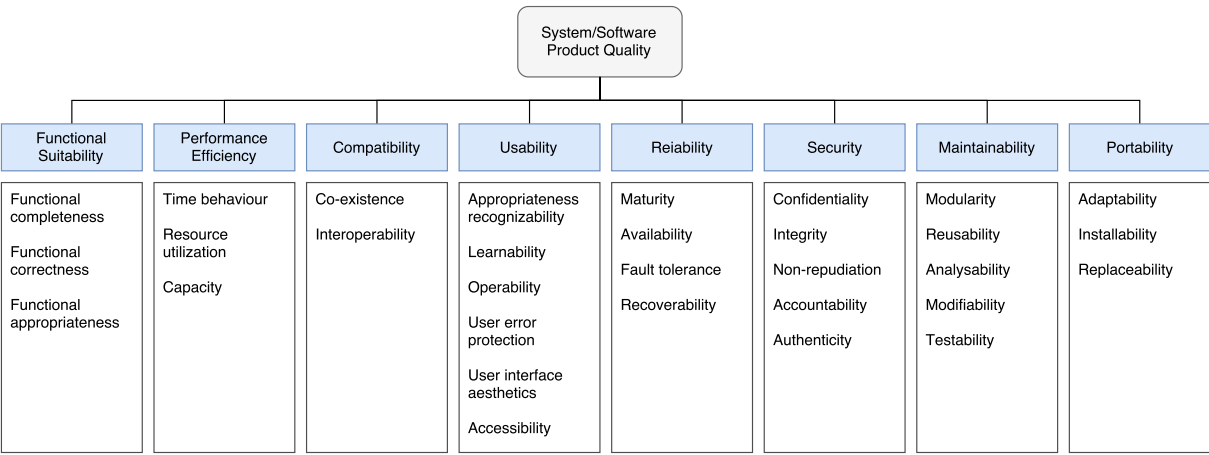 System/Software
Product Quality
Functional
Suitability
Performance
Efficiency
Compatibility
Usability
Reiability
Security
Maintainability
Portability
Functional
completeness
Functional
correctness
Functional
appropriateness
Time behaviour
Resource
utilization
Capacity
Co-existence
Interoperability
Appropriateness
recognizability
Learnability
Operability
User error
protection
User interface
aesthetics
Accessibility
Maturity
Availability
Fault tolerance
Recoverability
Confidentiality
Integrity
Non-repudiation
Accountability
Authenticity
Modularity
Reusability
Analysability
Modifiability
Testability
Adaptability
Installability
Replaceability